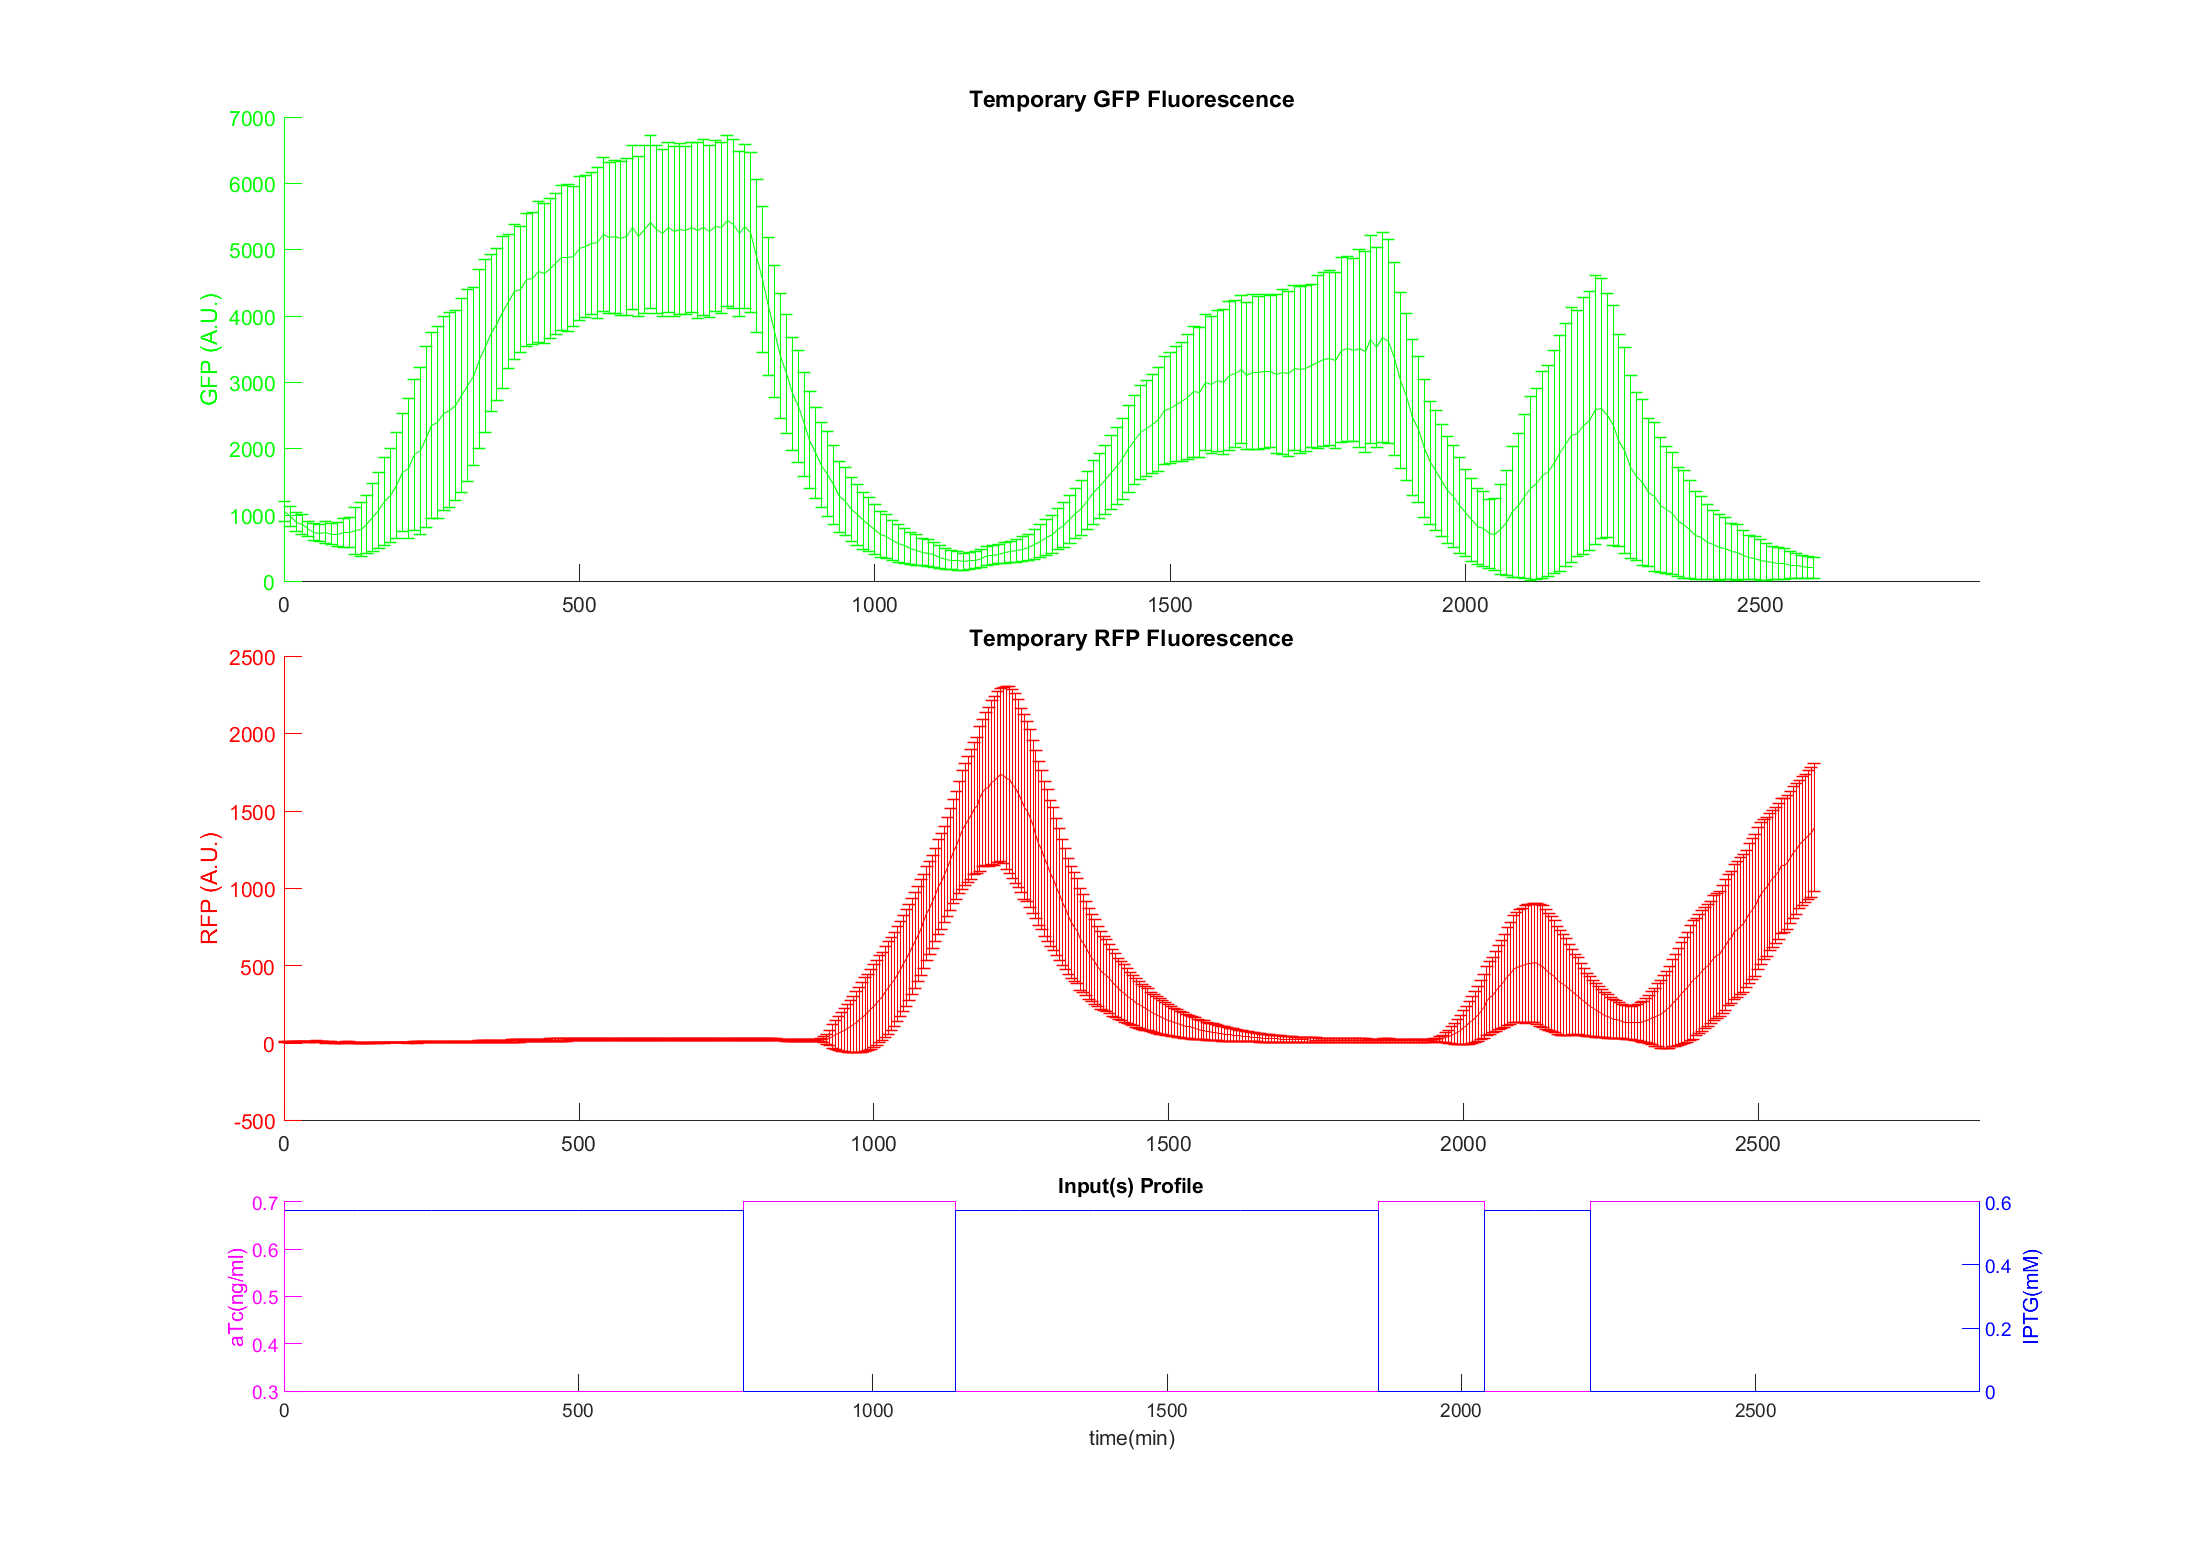 Temporary GFP Fluorescence
7000
6000
5000
4000
3000
2000
1000
0
GFP (A.U.)
0 500 1000 1500 2000 2500
Temporary RFP Fluorescence
2500
2000
1500
1000
500
0
-500
RFP (A.U.)
0 500 1000 1500 2000 2500
Input(s) Profile
0.7
0.6
0.5
0.4
0.3
aTc(ng/ml)
0.6
0.4
0.2
0
IPTG(mM)
0 500 1000 1500 2000 2500
time(min)